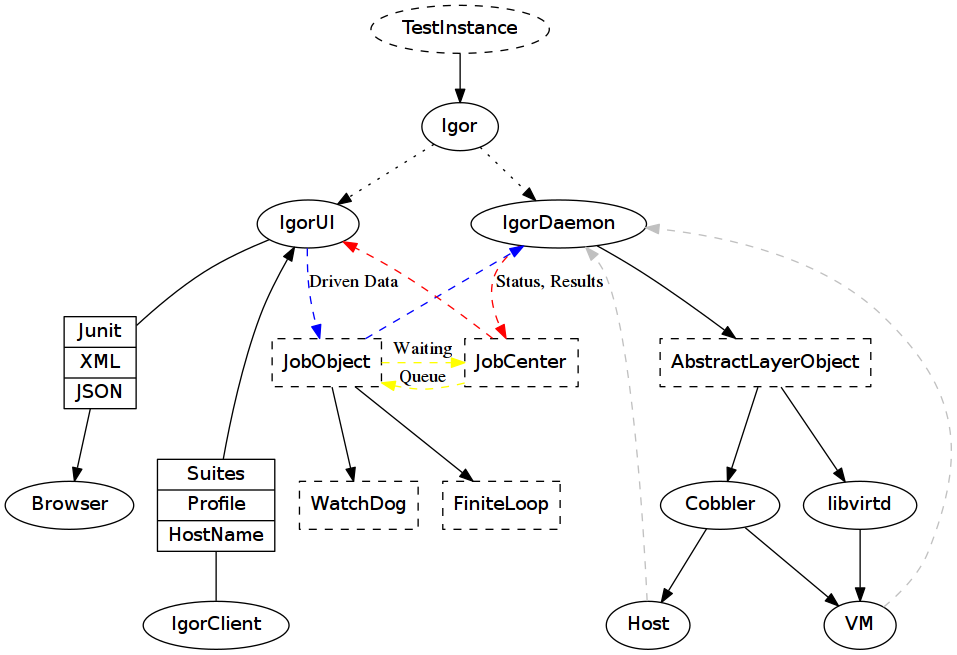 TestInstance
Igor
IgorUI
IgorDaemon
Driven Data
Status, Results
Junit
XML
JSON
JobObject
Waiting
Queue
JobCenter
AbstractLayerObject
Suites
Profile
HostName
Browser
WatchDog
FiniteLoop
Cobbler
libvirtd
IgorClient
Host
VM